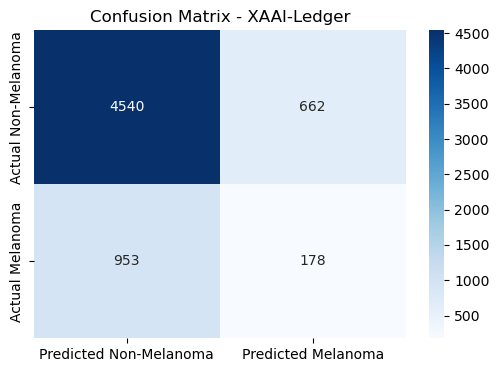 Confusion Matrix - XAAI-Ledger
Actual Non-Melanoma
4540
662
Actual Melanoma
953
178
Predicted Non-Melanoma
Predicted Melanoma
4500
4000
3500
3000
2500
2000
1500
1000
500